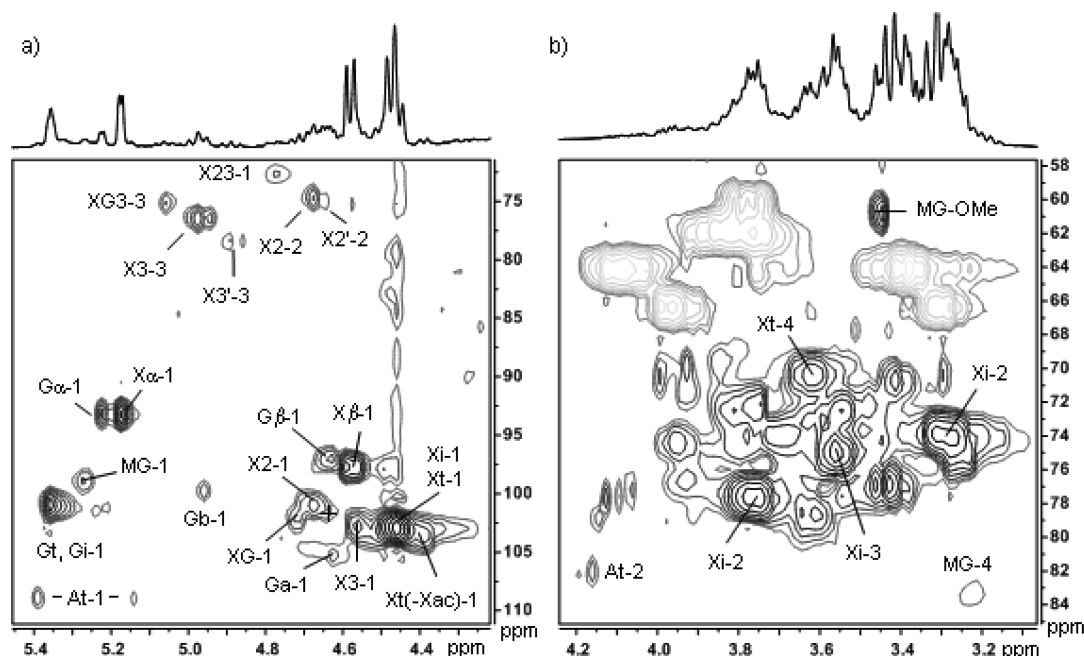 a)
b)
X23-1
XG3-3
X2-2
X2'-2
X3-3
X3'-3
Gα-1
Xα-1
Gβ-1
Xβ-1
MG-1
X2-1
Xi-1
Xt-1
Gb-1
Gt, Gi-1
XG-1
Ga-1
X3-1
Xt(-Xac)-1
At-1
75
80
85
90
95
100
105
110
ppm
5.4
5.2
5.0
4.8
4.6
4.4
ppm
MG-OMe
Xt-4
Xi-2
Xi-2
Xi-3
At-2
MG-4
58
60
62
64
66
68
70
72
74
76
78
80
82
84
ppm
4.2
4.0
3.8
3.6
3.4
3.2
ppm